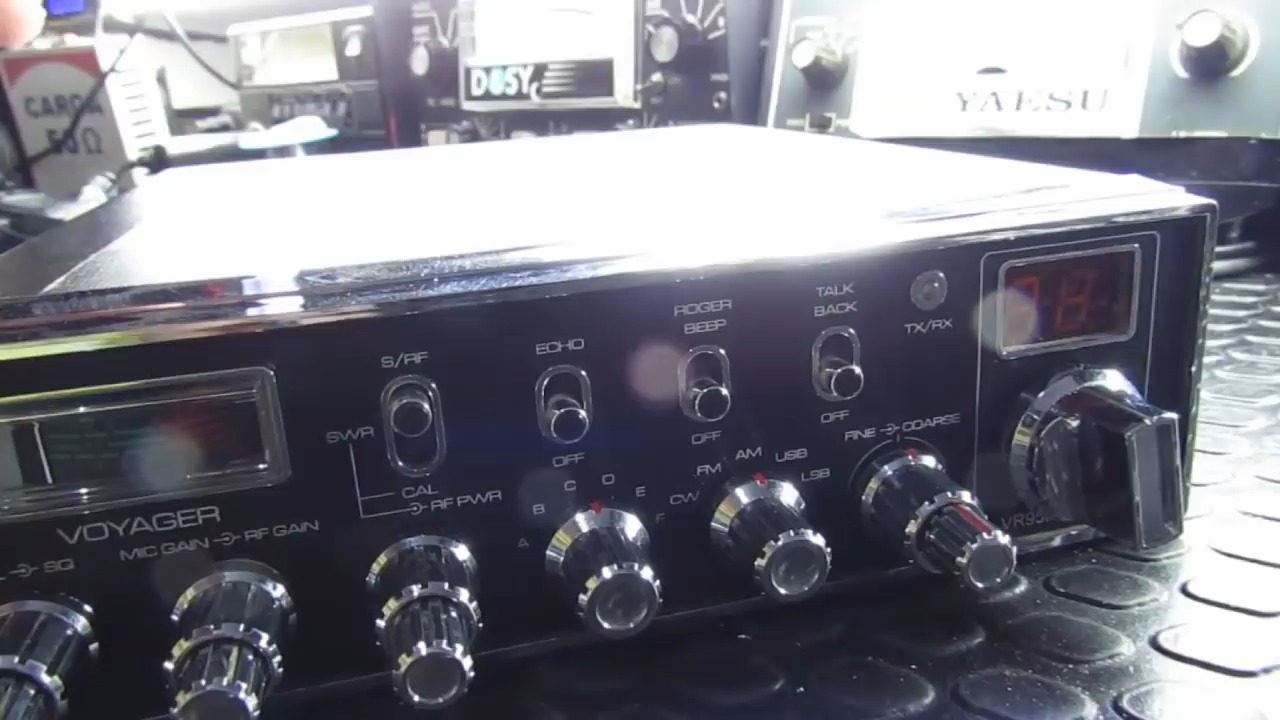 50Ω
DOSY
YAESU
S/RF
SWR
CAL
RF PWR
ECHO
OFF
ROGER
BEEP
OFF
TALK
BACK
OFF
TX/RX
VOYAGER
MIC GAIN RF GAIN
SQ
A B C D E F
CW FM AM USB LSB
FINE COARSE